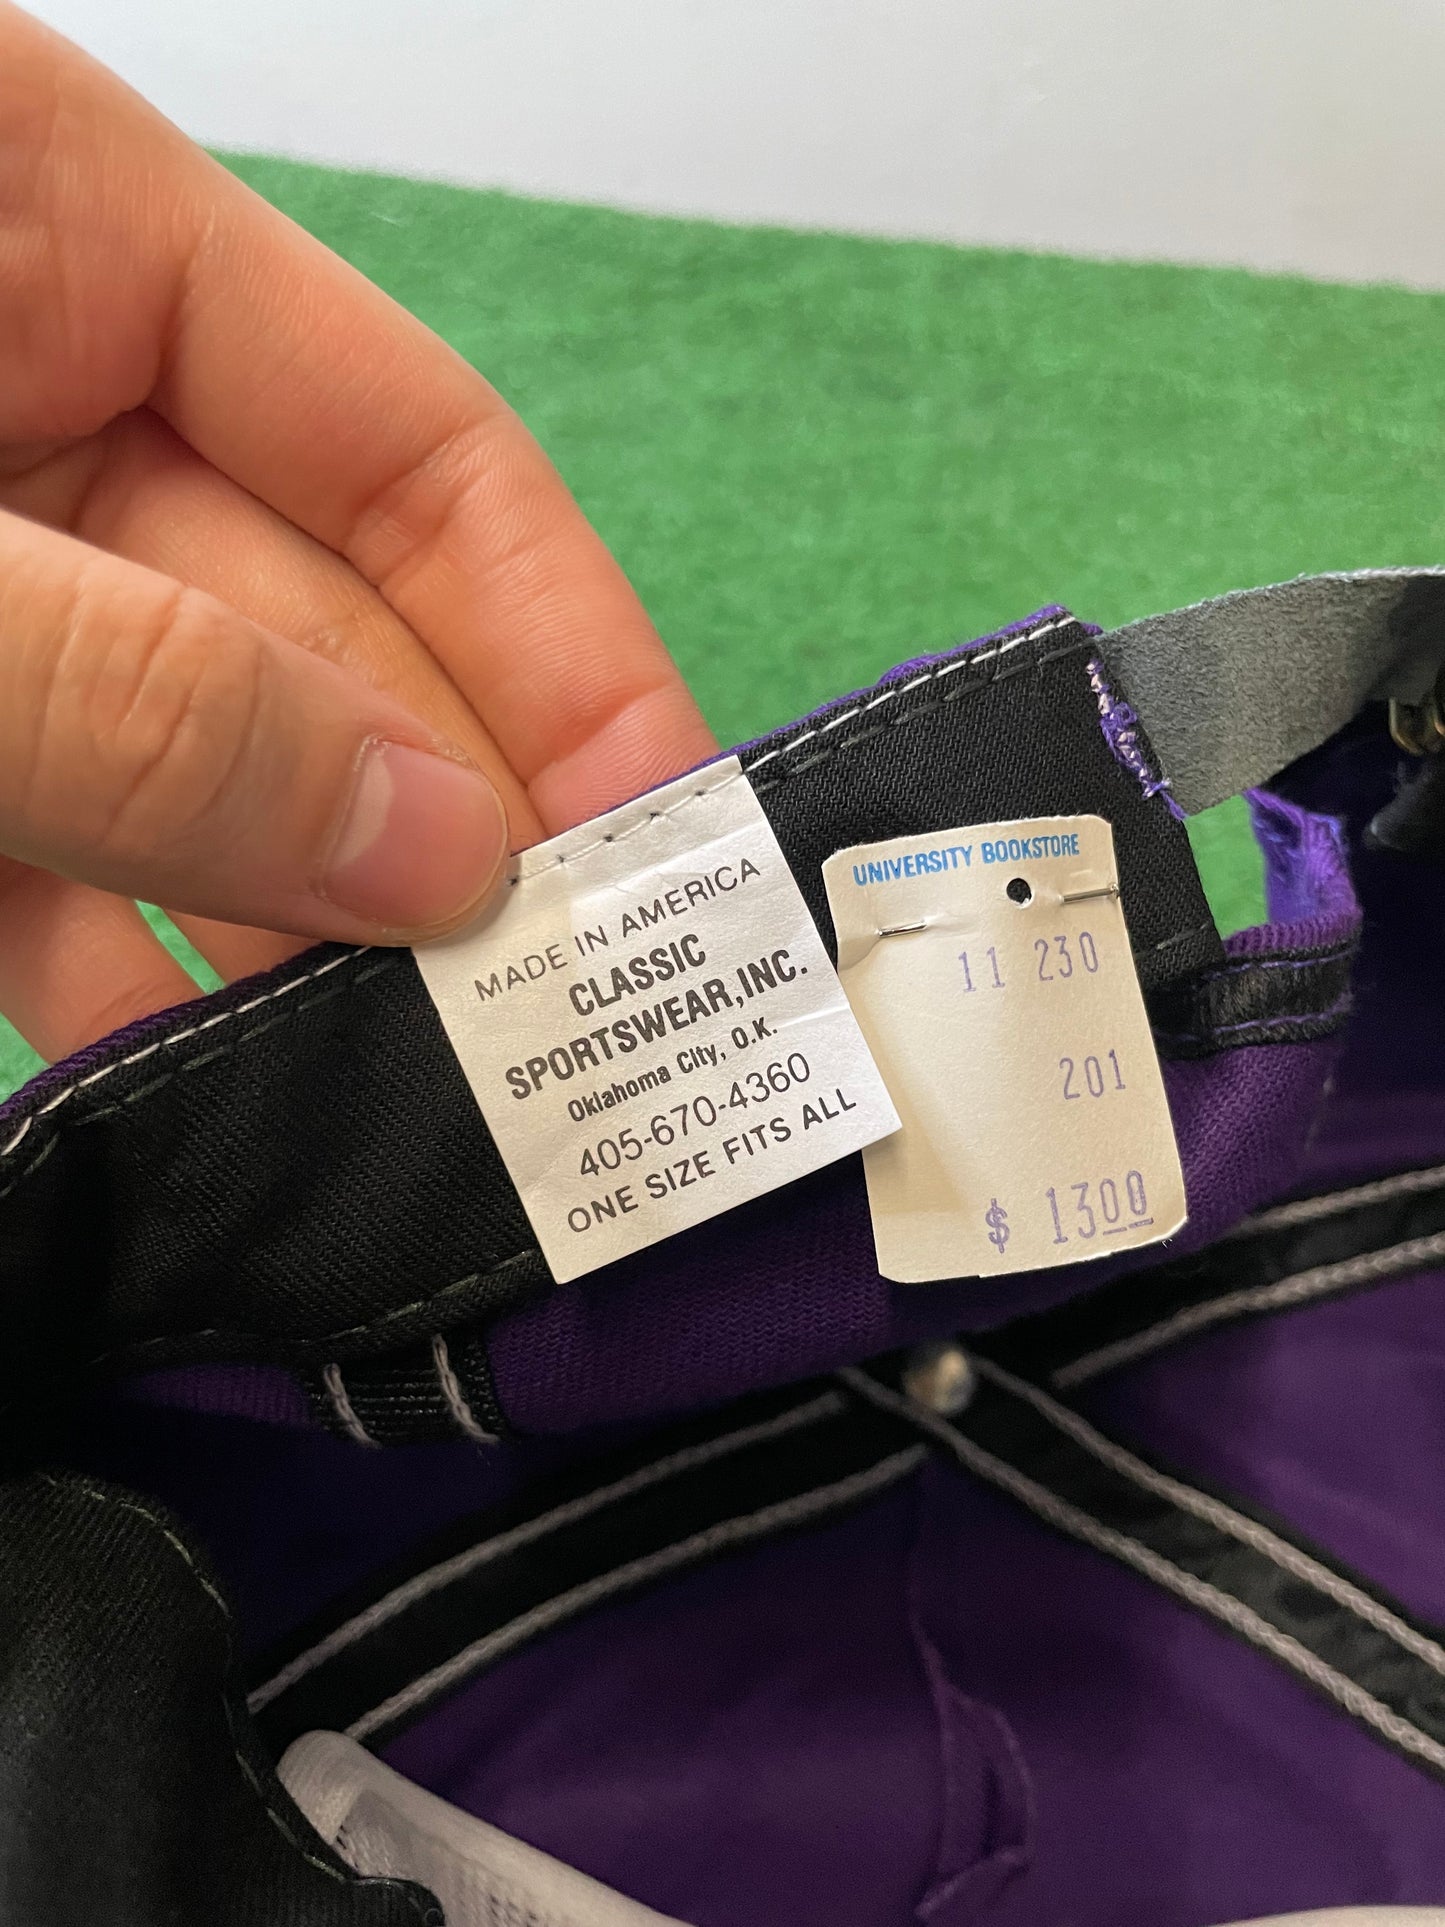 MADE IN AMERICA
CLASSIC
SPORTSWEAR, INC.
Oklahoma City, O.K.
405-670-4360
ONE SIZE FITS ALL
UNIVERSITY BOOKSTORE
11 230
201
$ 1300